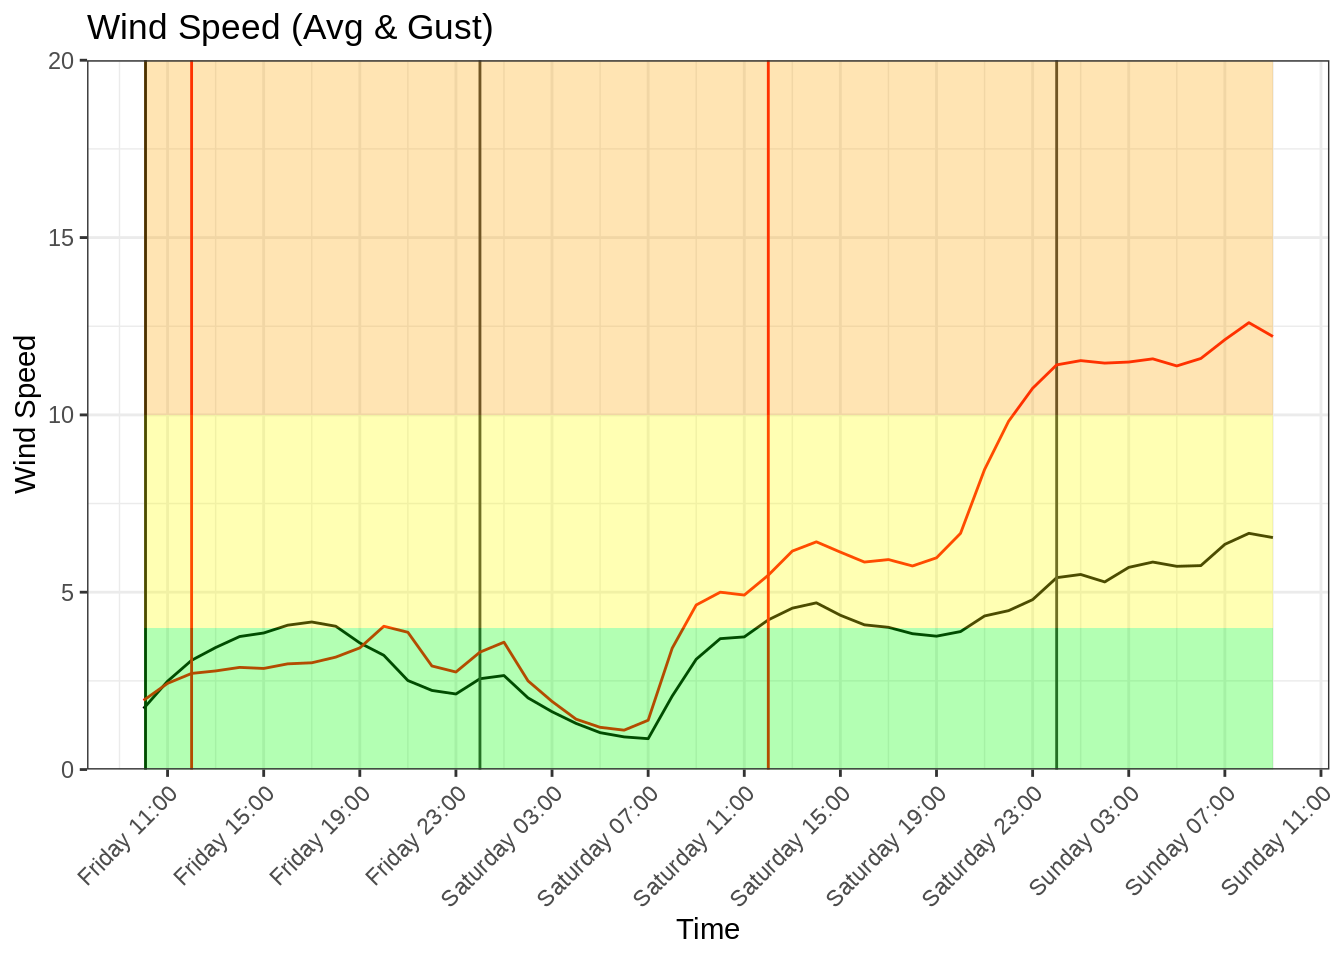 Wind Speed (Avg & Gust)
20
15
10
5
0
Wind Speed
Friday 11:00
Friday 15:00
Friday 19:00
Friday 23:00
Saturday 03:00
Saturday 07:00
Saturday 11:00
Saturday 15:00
Saturday 19:00
Saturday 23:00
Sunday 03:00
Sunday 07:00
Sunday 11:00
Time